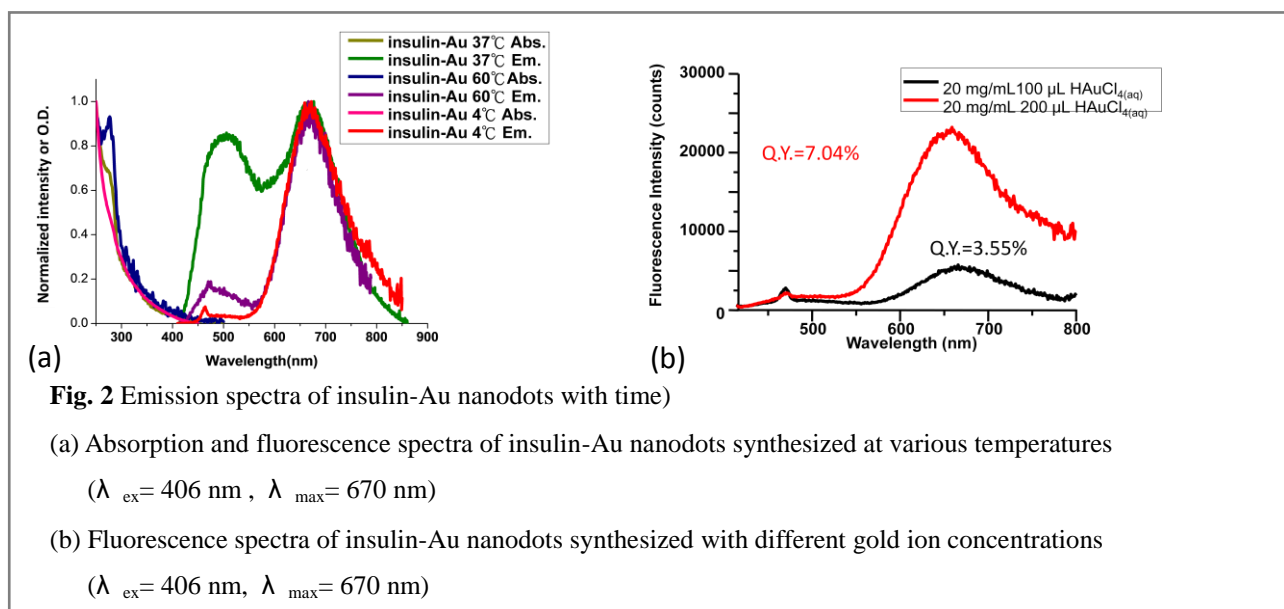 insulin-Au 37℃ Abs.
insulin-Au 37℃ Em.
insulin-Au 60℃Abs.
insulin-Au 60℃ Em.
insulin-Au 4℃ Abs.
insulin-Au 4℃ Em.
Normalized intensity or O.D.
1.0
0.8
0.6
0.4
0.2
0.0
300 400 500 600 700 800 900
Wavelength(nm)
(a)
20 mg/mL100 µL HAuCl4(aq)
20 mg/mL 200 µL HAuCl4(aq)
Fluorescence Intensity (counts)
30000
20000
10000
0
Q.Y.=7.04%
Q.Y.=3.55%
500 600 700 800
Wavelength (nm)
(b)
Fig. 2 Emission spectra of insulin-Au nanodots with time)
(a) Absorption and fluorescence spectra of insulin-Au nanodots synthesized at various temperatures
(λ ex= 406 nm , λ max= 670 nm)
(b) Fluorescence spectra of insulin-Au nanodots synthesized with different gold ion concentrations
(λ ex= 406 nm, λ max= 670 nm)